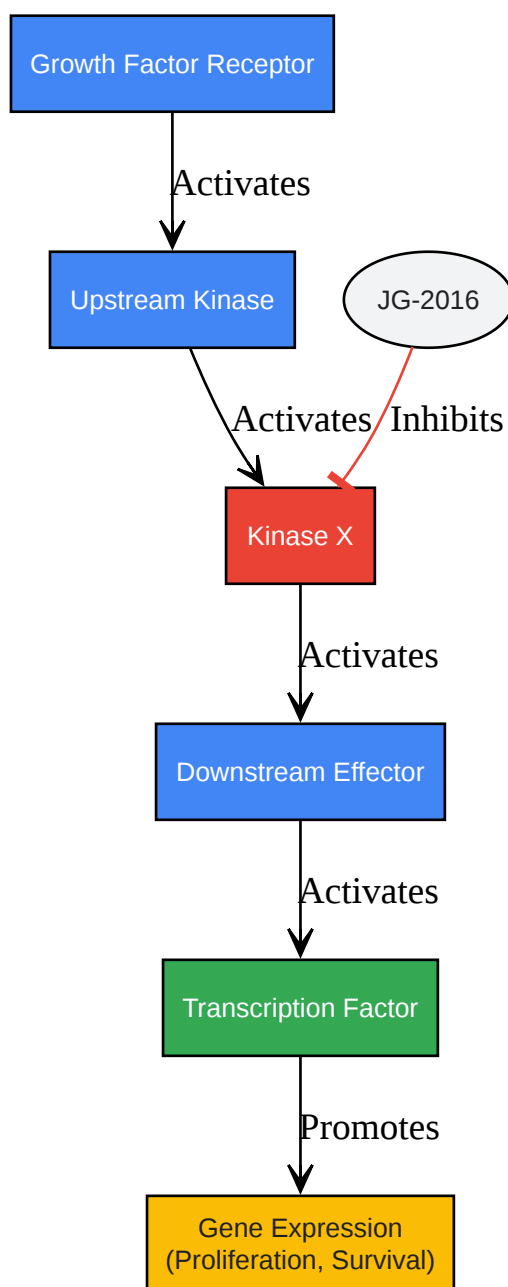 Growth Factor Receptor
Activates
Upstream Kinase
JG-2016
Activates
Inhibits
Kinase X
Activates
Downstream Effector
Activates
Transcription Factor
Promotes
Gene Expression
(Proliferation, Survival)